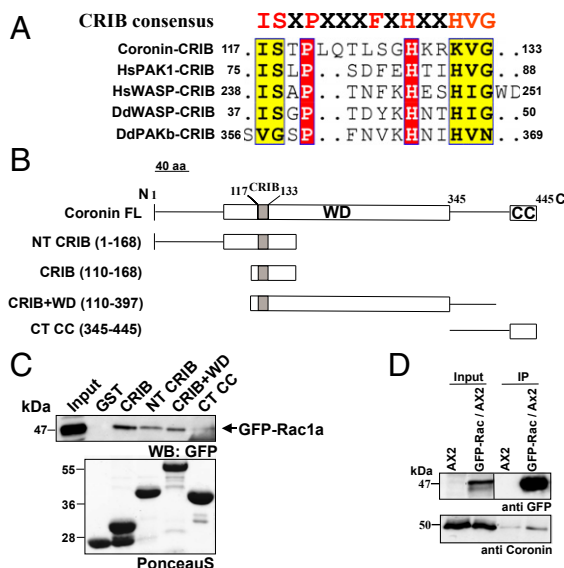 A
CRIB consensus ISXPXXXFXHXXHVG
Coronin-CRIB 117 ISTPLQTLSGHKRKVG.. 133
HsPAK1-CRIB 75 ISLP..SDFEHTIHVG.. 88
HsWASP-CRIB 238 ISAP..TNFKHESHIGWD 251
DdWASP-CRIB 37 ISGP..TNVKHNTHIG.. 50
DdPAKb-CRIB 356 SVGSP..TNFVKHNIHVN.. 369
B
40 aa
117 CRIB 133
N 1 345 445 C
Coronin FL WD CC
NT CRIB (1-168)
CRIB (110-168)
CRIB+WD (110-397)
CT CC (345-445)
C
Input GST CRIB NT CRIB CRIB+WD CT CC
kDa
47 GFP-Rac1a
WB: GFP
55
36
28
PonceauS
D
Input IP
AX2 GFP-Rac / AX2 AX2 GFP-Rac / AX2
kDa
47
anti GFP
50
anti Coronin